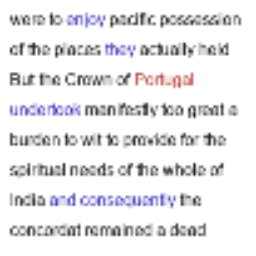 were to enjoy pacific possession
of the places they actually held
But the Crown of Portugal
undertook manifestly too great a
burden to wit to provide for the
spiritual needs of the whole of
India and consequently the
concordat remained a dead